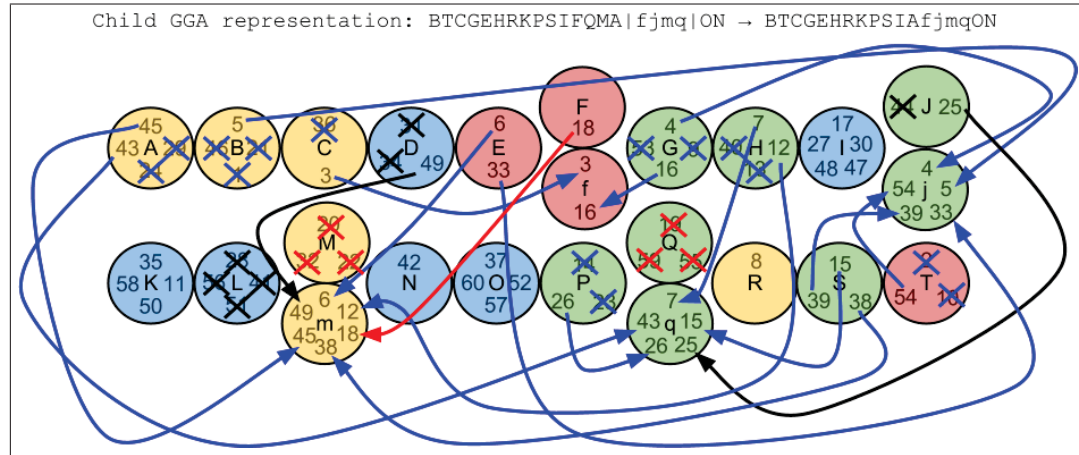 Child GGA representation: BTCGEHRKPSIFQMA|fjmq|ON → BTCGEHRKPSIAfjmqON
45
43 A
5
B
C
3
D 49
6
E
33
F
18
3
f
16
4
G
16
7
H 12
17
27 I 30
48 47
J 25
4
54 j 5
39 33
35
58 K 11
50
L
M
6
49 m 12
45 18
38
42
N
37
60 O 52
57
P
26
Q
7
43 q 15
26 25
8
R
15
S
39 38
T
54